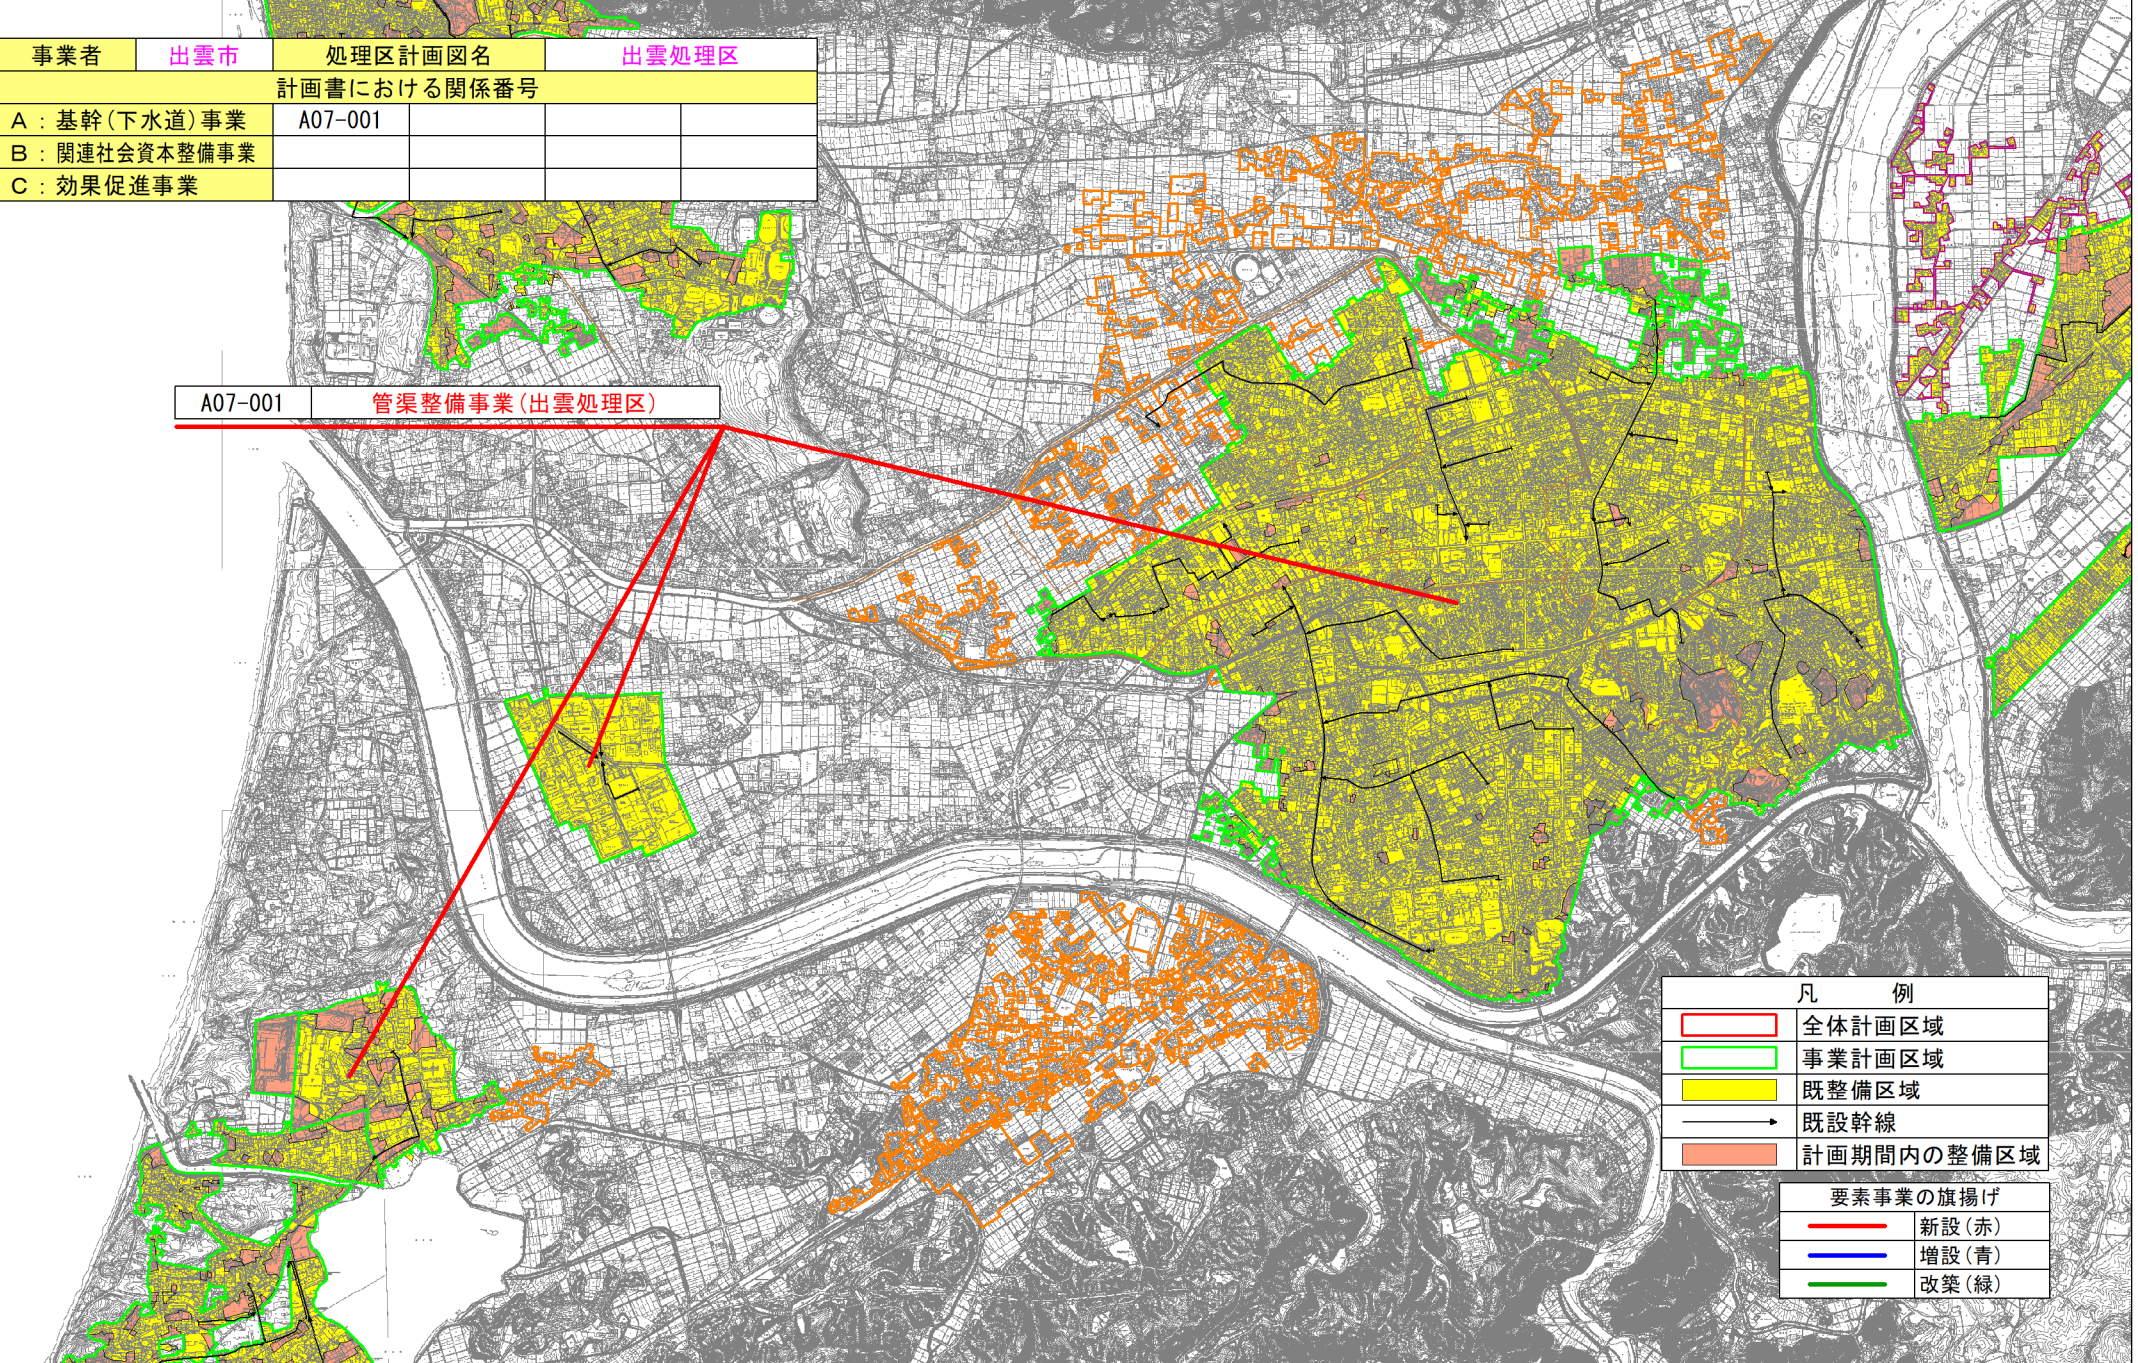 事業者 出雲市 処理区計画図名 出雲処理区
計画書における関係番号
A：基幹(下水道)事業 A07-001
B：関連社会資本整備事業
C：効果促進事業
A07-001 管渠整備事業(出雲処理区)
凡 例
全体計画区域
事業計画区域
既整備区域
既設幹線
計画期間内の整備区域
要素事業の旗揚げ
新設(赤)
増設(青)
改築(緑)